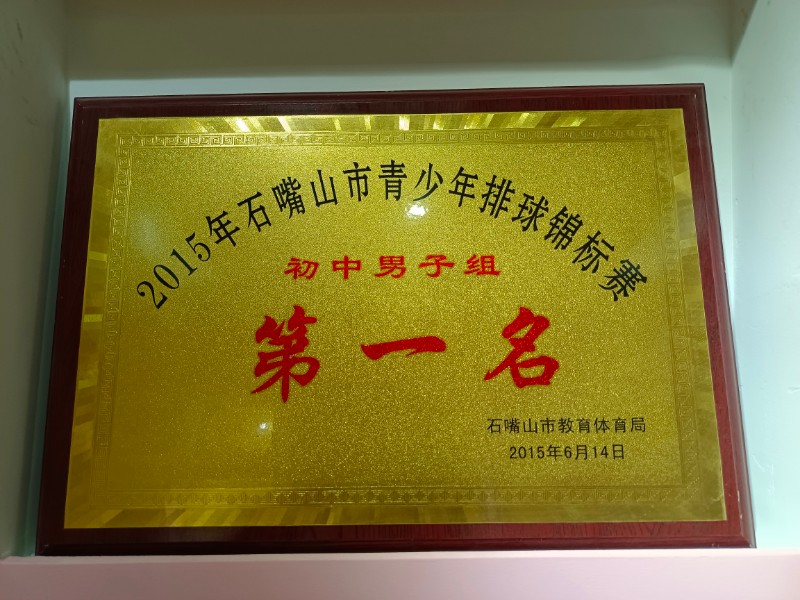 2015年石嘴山市青少年排球锦标赛
初中男子组
第一名
石嘴山市教育体育局
2015年6月14日